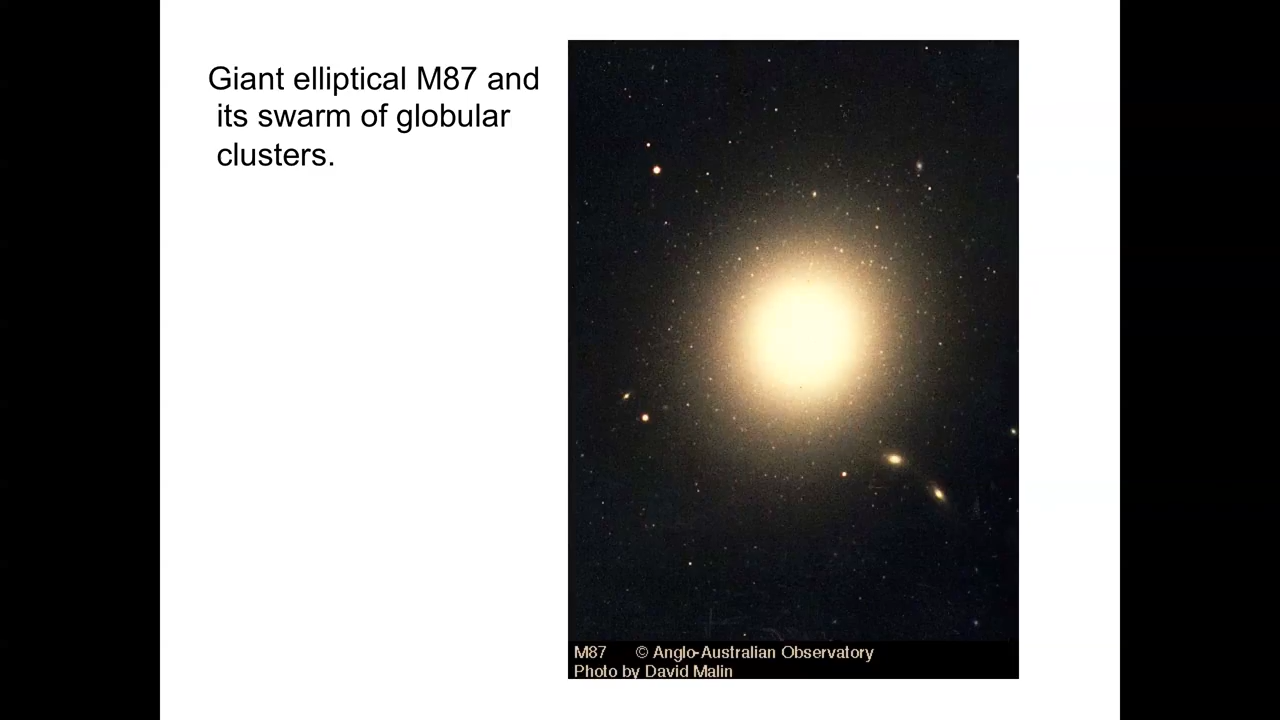 Giant elliptical M87 and
its swarm of globular
clusters.
M87 © Anglo-Australian Observatory
Photo by David Malin